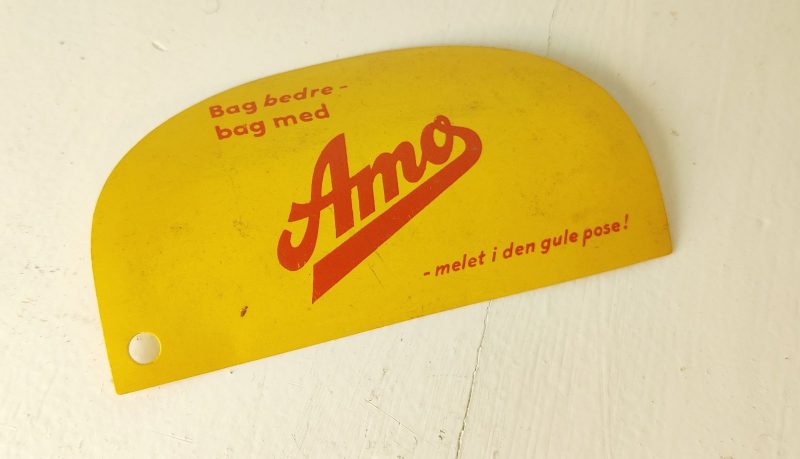 Bag bedre -
bag med
Amo
- melet i den gule pose!